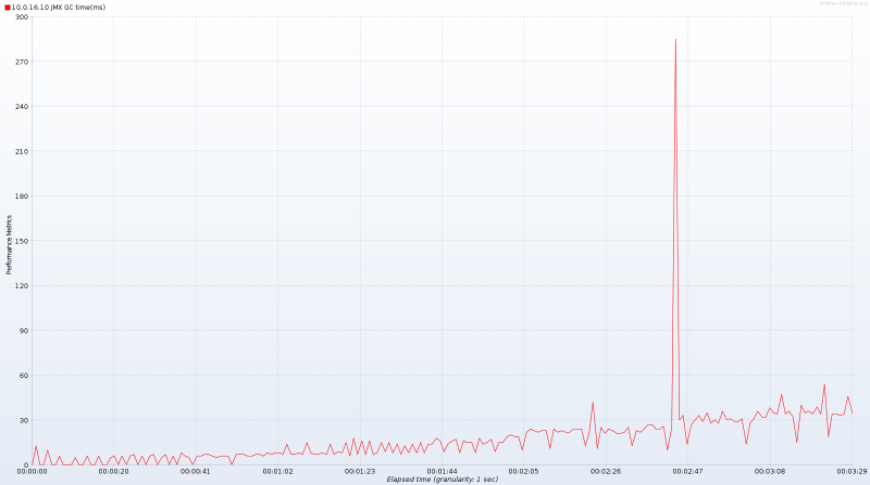 10.0.16.10 JMX GC time(ms)
jmeter-plugins.org
300
270
240
210
180
150
120
90
60
30
0
Performance Metrics
00:00:00 00:00:20 00:00:41 00:01:02 00:01:23 00:01:44 00:02:05 00:02:26 00:02:47 00:03:08 00:03:29
Elapsed time (granularity: 1 sec)